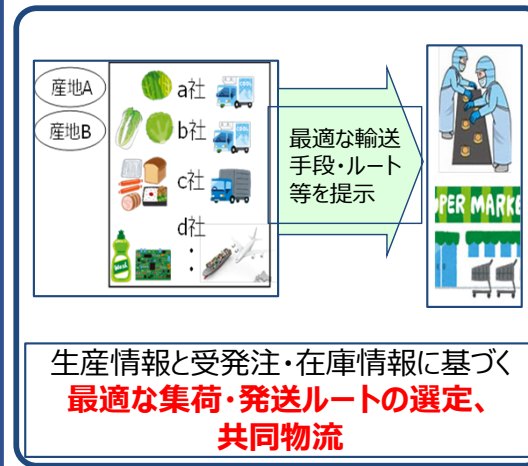 産地A
産地B
a社
b社
c社
d社
:
最適な輸送
手段・ルート
等を提示
PER MARKE
生産情報と受発注・在庫情報に基づく
最適な集荷・発送ルートの選定、
共同物流